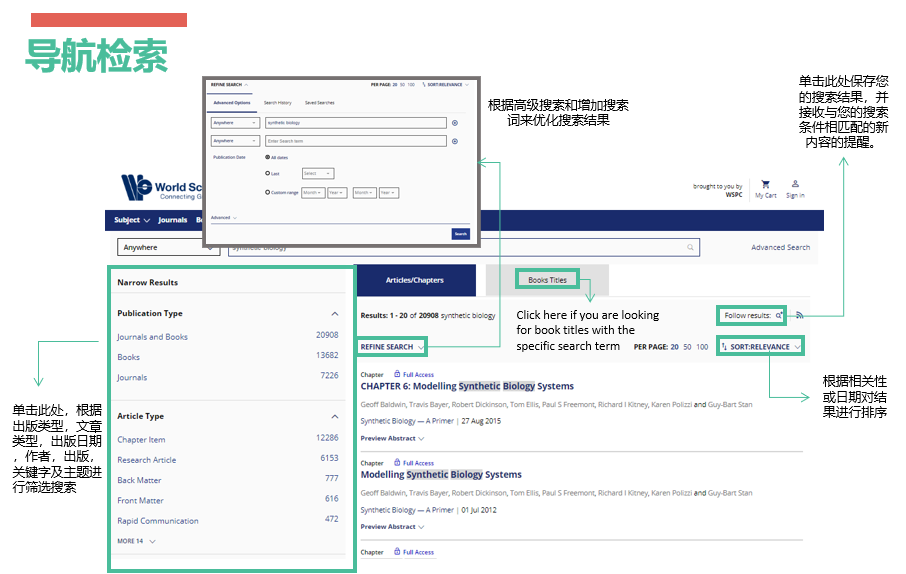 导航检索
REFINE SEARCH
PER PAGE: 20 50 100
SORT:RELEVANCE
Advanced Options
Search History
Saved Searches
Anywhere
synthetic biology
Anywhere
Enter Search term
Publication Date
All dates
Last
Select
Custom range
Month
Year
Month
Year
Advanced
Search
根据高级搜索和增加搜索
词来优化搜索结果
单击此处保存您
的搜索结果，并
接收与您的搜索
条件相匹配的新
内容的提醒。
World Sc
Connecting G
brought to you by
WSPC
My Cart
Sign in
Subject
Journals
B
Anywhere
synthetic biology
Advanced Search
Narrow Results
Publication Type
Journals and Books 20908
Books 13682
Journals 7226
Article Type
Chapter Item 12286
Research Article 6153
Back Matter 777
Front Matter 616
Rapid Communication 472
MORE 14
单击此处，根据
出版类型，文章
类型，出版日期
，作者，出版，
关键字及主题进
行筛选搜索
Articles/Chapters
Books Titles
Results: 1 - 20 of 20908 synthetic biology
Click here if you are looking
for book titles with the
specific search term
Follow results:
REFINE SEARCH
PER PAGE: 20 50 100
SORT:RELEVANCE
根据相关性
或日期对结
果进行排序
Chapter Full Access
CHAPTER 6: Modelling Synthetic Biology Systems
Geoff Baldwin, Travis Bayer, Robert Dickinson, Tom Ellis, Paul S Freemont, Richard I Kitney, Karen Polizzi and Guy-Bart Stan
Synthetic Biology — A Primer | 27 Aug 2015
Preview Abstract
Chapter Full Access
Modelling Synthetic Biology Systems
Geoff Baldwin, Travis Bayer, Robert Dickinson, Tom Ellis, Paul S Freemont, Richard I Kitney, Karen Polizzi and Guy-Bart Stan
Synthetic Biology — A Primer | 01 Jul 2012
Preview Abstract
Chapter Full Access